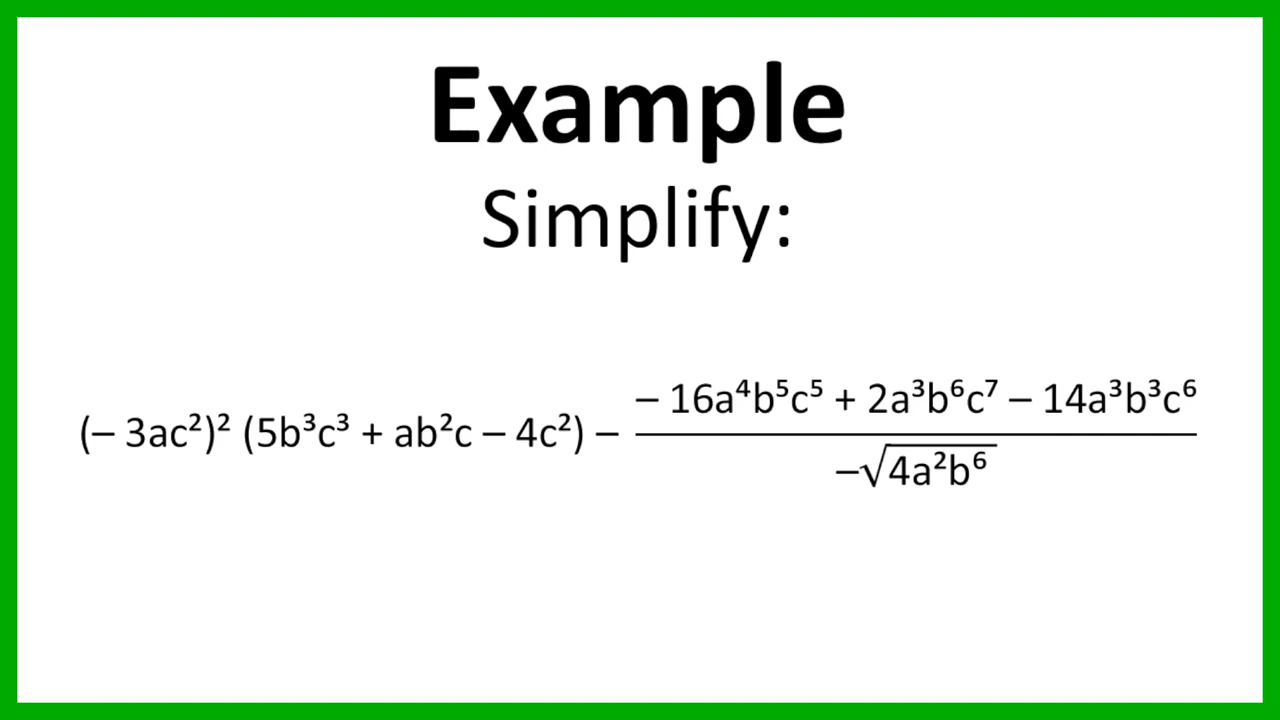 Example
Simplify:
(– 3ac²)² (5b³c³ + ab²c – 4c²) – (– 16a⁴b⁵c⁵ + 2a³b⁶c⁷ – 14a³b³c⁶)/(–√(4a²b⁶))